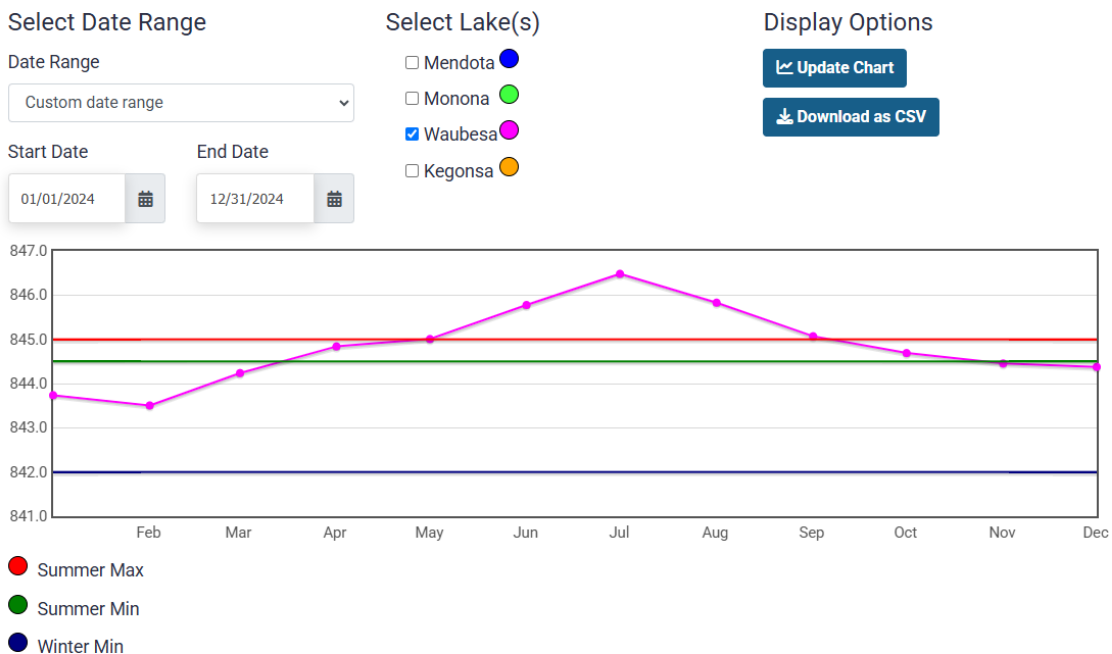 Select Date Range
Date Range
Custom date range
Start Date
End Date
01/01/2024
12/31/2024
Select Lake(s)
Mendota
Monona
Waubesa
Kegonsa
Display Options
Update Chart
Download as CSV
847.0
846.0
845.0
844.0
843.0
842.0
841.0
Feb Mar Apr May Jun Jul Aug Sep Oct Nov Dec
Summer Max
Summer Min
Winter Min